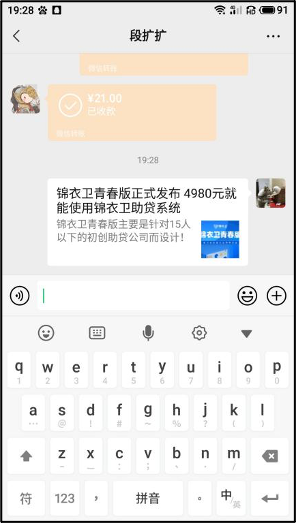 19:28
91
段扩扩
微信转账
¥21.00
已收款
微信转账
19:28
锦衣卫青春版正式发布 4980元就
能使用锦衣卫助贷系统
锦衣卫青春版主要是针对15人
以下的初创助贷公司而设计!
锦衣卫青春版
q w e r t y u i o p
a s d f g h j k l
z x c v b n m
符 123 ， 拼音 。 中 英